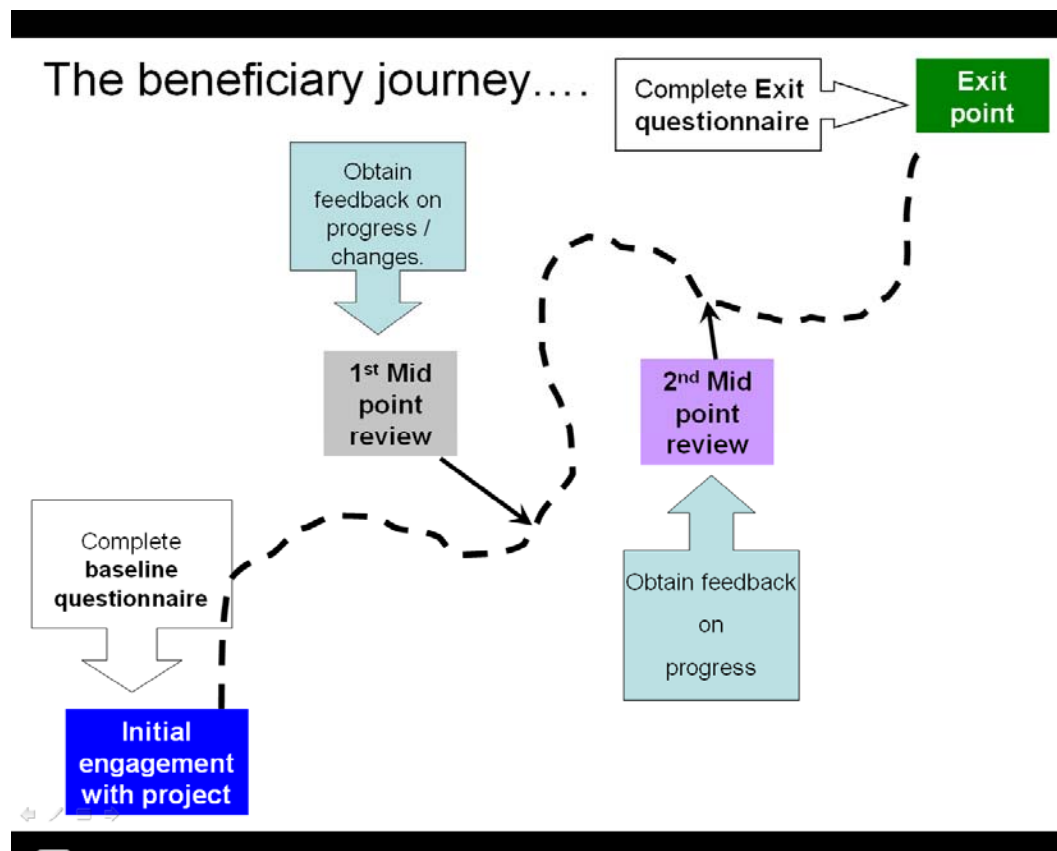 The beneficiary journey....
Complete Exit
questionnaire
Exit
point
Obtain
feedback on
progress /
changes.
1st Mid
point
review
2nd Mid
point
review
Complete
baseline
questionnaire
Obtain feedback
on
progress
Initial
engagement
with project